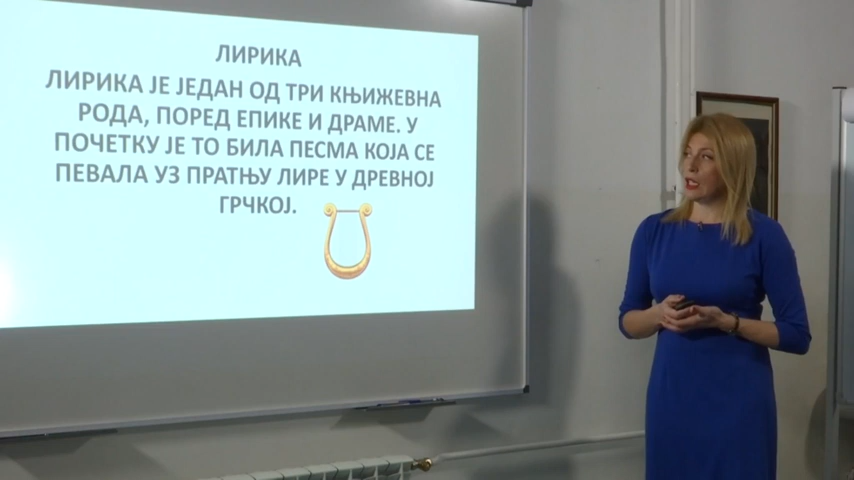 ЛИРИКА
ЛИРИКА ЈЕ ЈЕДАН ОД ТРИ КЊИЖЕВНА
РОДА, ПОРЕД ЕПИКЕ И ДРАМЕ. У
ПОЧЕТКУ ЈЕ ТО БИЛА ПЕСМА КОЈА СЕ
ПЕВАЛА УЗ ПРАТЊУ ЛИРЕ У ДРЕВНОЈ
ГРЧКОЈ.